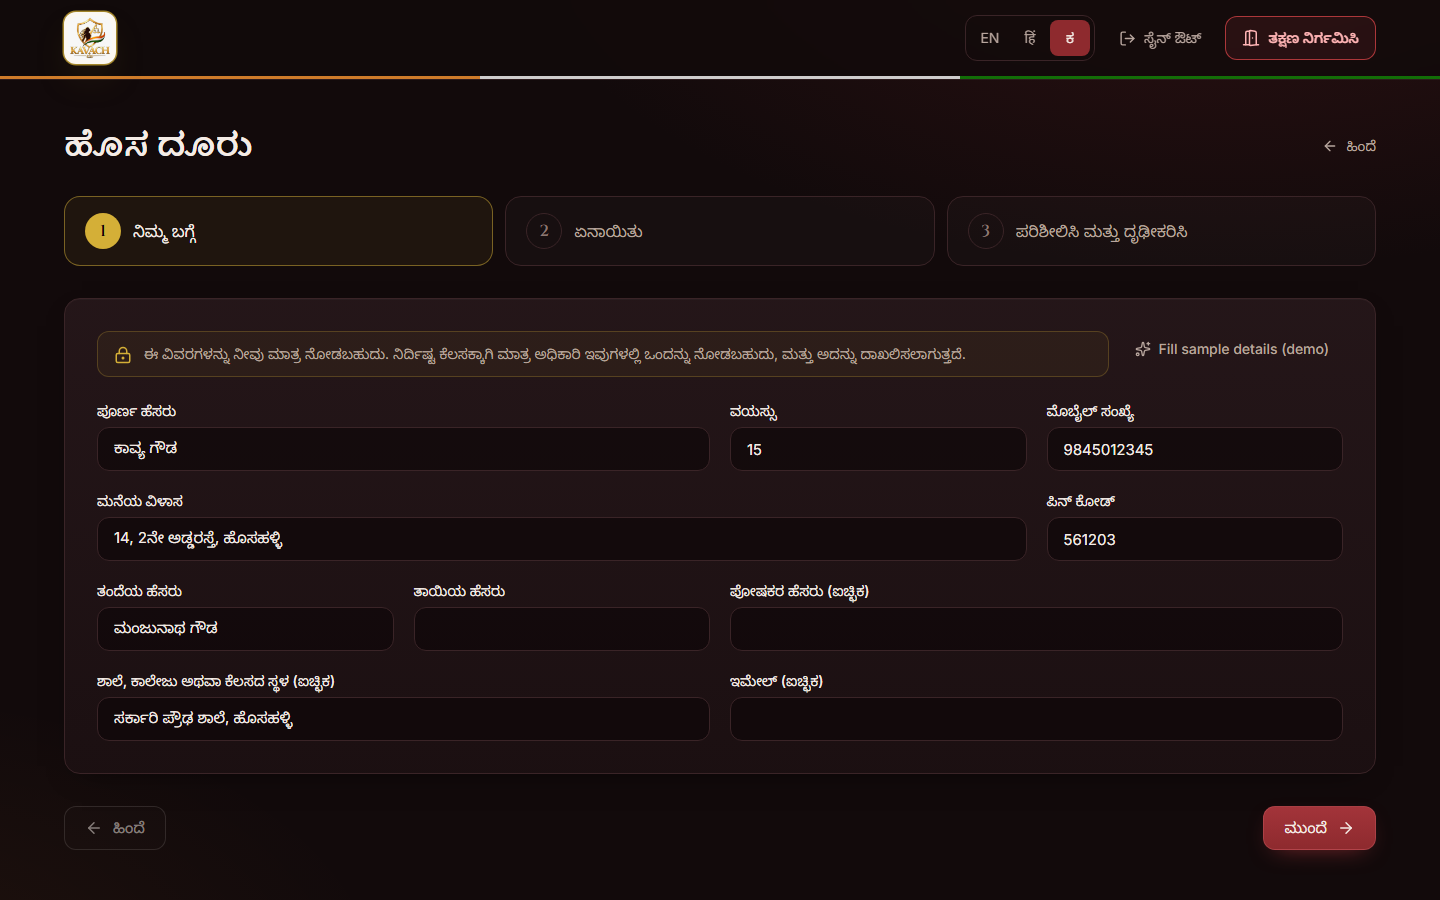 KAVACH
EN हिं ಕ ಸೈನ್ ಔಟ್ ತಕ್ಷಣ ನಿರ್ಗಮಿಸಿ
ಹೊಸ ದೂರು
ಹಿಂದೆ
1 ನಿಮ್ಮ ಬಗ್ಗೆ
2 ಏನಾಯಿತು
3 ಪರಿಶೀಲಿಸಿ ಮತ್ತು ದೃಢೀಕರಿಸಿ
ಈ ವಿವರಗಳನ್ನು ನೀವು ಮಾತ್ರ ನೋಡಬಹುದು. ನಿರ್ದಿಷ್ಟ ಕೆಲಸಕ್ಕಾಗಿ ಮಾತ್ರ ಅಧಿಕಾರಿ ಇವುಗಳಲ್ಲಿ ಒಂದನ್ನು ನೋಡಬಹುದು, ಮತ್ತು ಅದನ್ನು ದಾಖಲಿಸಲಾಗುತ್ತದೆ.
Fill sample details (demo)
ಪೂರ್ಣ ಹೆಸರು
ಕಾವ್ಯ ಗೌಡ
ವಯಸ್ಸು
15
ಮೊಬೈಲ್ ಸಂಖ್ಯೆ
9845012345
ಮನೆಯ ವಿಳಾಸ
14, 2ನೇ ಅಡ್ಡರಸ್ತೆ, ಹೊಸಹಳ್ಳಿ
ಪಿನ್ ಕೋಡ್
561203
ತಂದೆಯ ಹೆಸರು
ಮಂಜುನಾಥ ಗೌಡ
ತಾಯಿಯ ಹೆಸರು
ಪೋಷಕರ ಹೆಸರು (ಐಚ್ಛಿಕ)
ಶಾಲೆ, ಕಾಲೇಜು ಅಥವಾ ಕೆಲಸದ ಸ್ಥಳ (ಐಚ್ಛಿಕ)
ಸರ್ಕಾರಿ ಪ್ರೌಢ ಶಾಲೆ, ಹೊಸಹಳ್ಳಿ
ಇಮೇಲ್ (ಐಚ್ಛಿಕ)
ಹಿಂದೆ
ಮುಂದೆ